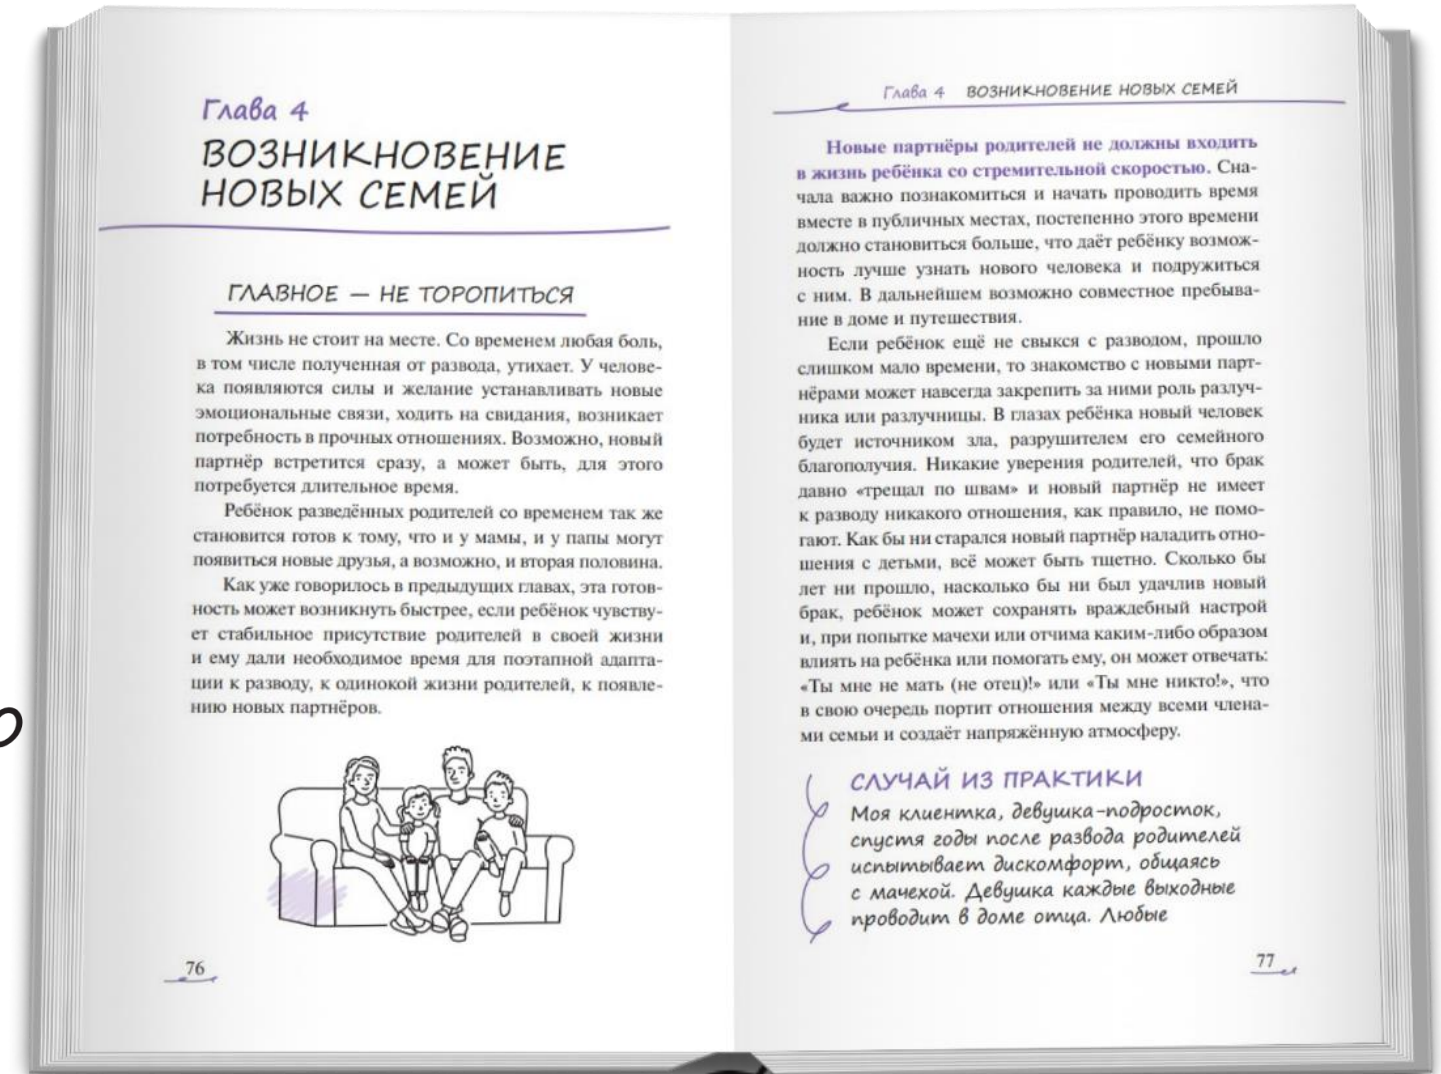 Глава 4
ВОЗНИКНОВЕНИЕ
НОВЫХ СЕМЕЙ
ГЛАВНОЕ — НЕ ТОРОПИТЬСЯ
Жизнь не стоит на месте. Со временем любая боль,
в том числе полученная от развода, утихает. У челове-
ка появляются силы и желание устанавливать новые
эмоциональные связи, ходить на свидания, возникает
потребность в прочных отношениях. Возможно, новый
партнёр встретится сразу, а может быть, для этого
потребуется длительное время.
Ребёнок разведённых родителей со временем так же
становится готов к тому, что и у мамы, и у папы могут
появиться новые друзья, а возможно, и вторая половина.
Как уже говорилось в предыдущих главах, эта готов-
ность может возникнуть быстрее, если ребёнок чувству-
ет стабильное присутствие родителей в своей жизни
и ему дали необходимое время для поэтапной адапта-
ции к разводу, к одинокой жизни родителей, к появле-
нию новых партнёров.
76
Глава 4 ВОЗНИКНОВЕНИЕ НОВЫХ СЕМЕЙ
Новые партнёры родителей не должны входить
в жизнь ребёнка со стремительной скоростью. Сна-
чала важно познакомиться и начать проводить время
вместе в публичных местах, постепенно этого времени
должно становиться больше, что даёт ребёнку возмож-
ность лучше узнать нового человека и подружиться
с ним. В дальнейшем возможно совместное пребыва-
ние в доме и путешествия.
Если ребёнок ещё не свыкся с разводом, прошло
слишком мало времени, то знакомство с новыми парт-
нёрами может навсегда закрепить за ними роль разлуч-
ника или разлучницы. В глазах ребёнка новый человек
будет источником зла, разрушителем его семейного
благополучия. Никакие уверения родителей, что брак
давно «трещал по швам» и новый партнёр не имеет
к разводу никакого отношения, как правило, не помо-
гают. Как бы ни старался новый партнёр наладить отно-
шения с детьми, всё может быть тщетно. Сколько бы
лет ни прошло, насколько бы ни был удачлив новый
брак, ребёнок может сохранять враждебный настрой
и, при попытке мачехи или отчима каким-либо образом
влиять на ребёнка или помогать ему, он может отвечать:
«Ты мне не мать (не отец)!» или «Ты мне никто!», что
в свою очередь портит отношения между всеми члена-
ми семьи и создаёт напряжённую атмосферу.
СЛУЧАЙ ИЗ ПРАКТИКИ
Моя клиентка, девушка-подросток,
спустя годы после развода родителей
испытывает дискомфорт, общаясь
с мачехой. Девушка каждые выходные
проводит в доме отца. Любые
77